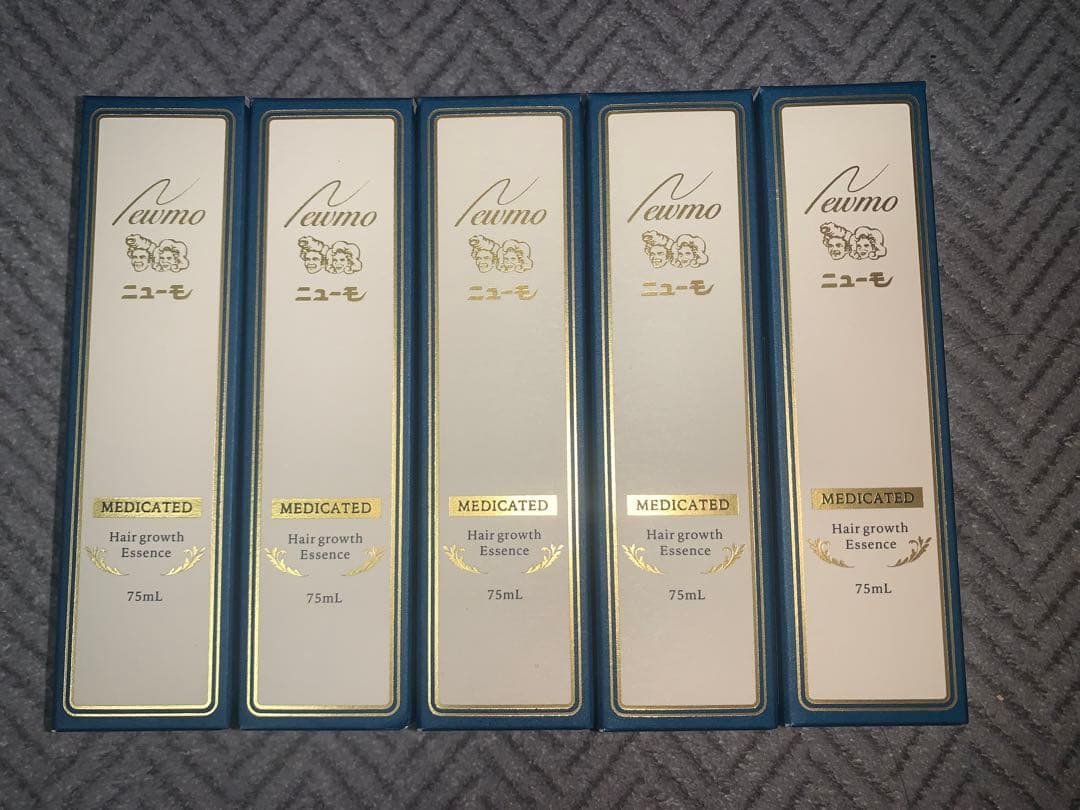 Newmo
ニューモ
MEDICATED
Hair growth
Essence
75mL
Newmo
ニューモ
MEDICATED
Hair growth
Essence
75mL
Newmo
ニューモ
MEDICATED
Hair growth
Essence
75mL
Newmo
ニューモ
MEDICATED
Hair growth
Essence
75mL
Newmo
ニューモ
MEDICATED
Hair growth
Essence
75mL